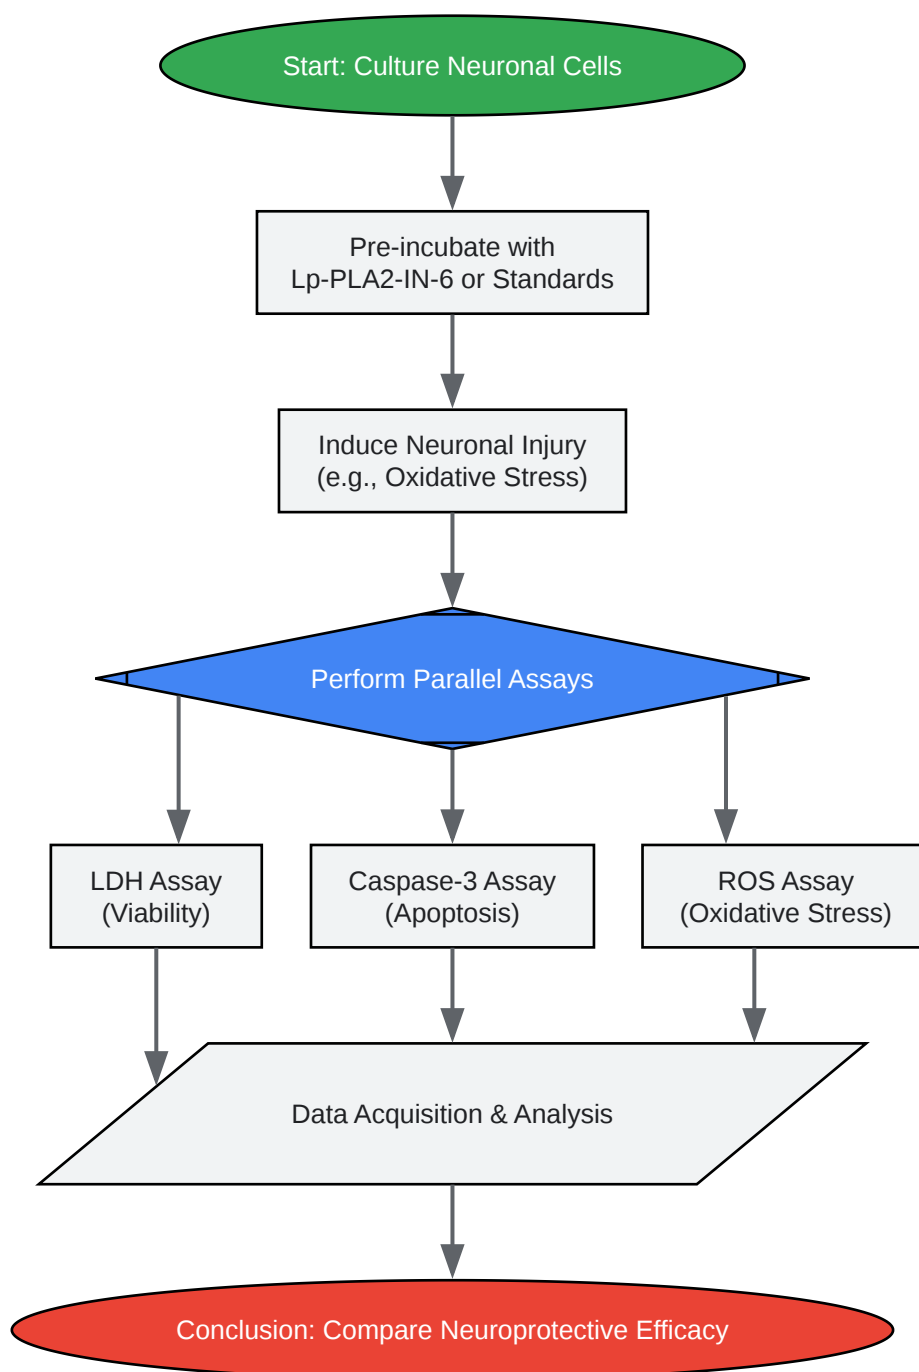 Start: Culture Neuronal Cells
Pre-incubate with
Lp-PLA2-IN-6 or Standards
Induce Neuronal Injury
(e.g., Oxidative Stress)
Perform Parallel Assays
LDH Assay
(Viability)
Caspase-3 Assay
(Apoptosis)
ROS Assay
(Oxidative Stress)
Data Acquisition & Analysis
Conclusion: Compare Neuroprotective Efficacy